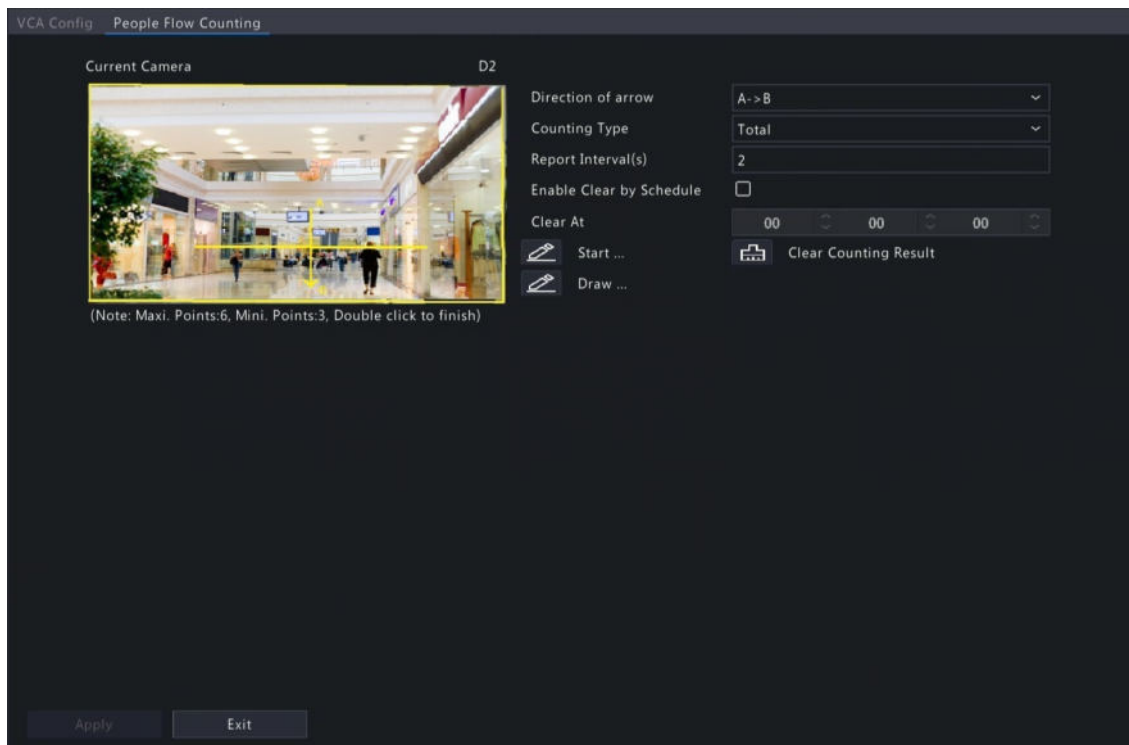 VCA Config People Flow Counting
Current Camera D2
Direction of arrow A->B
Counting Type Total
Report Interval(s) 2
Enable Clear by Schedule
Clear At 00 00 00
Start ... Clear Counting Result
Draw ...
(Note: Maxi. Points:6, Mini. Points:3, Double click to finish)
Apply Exit